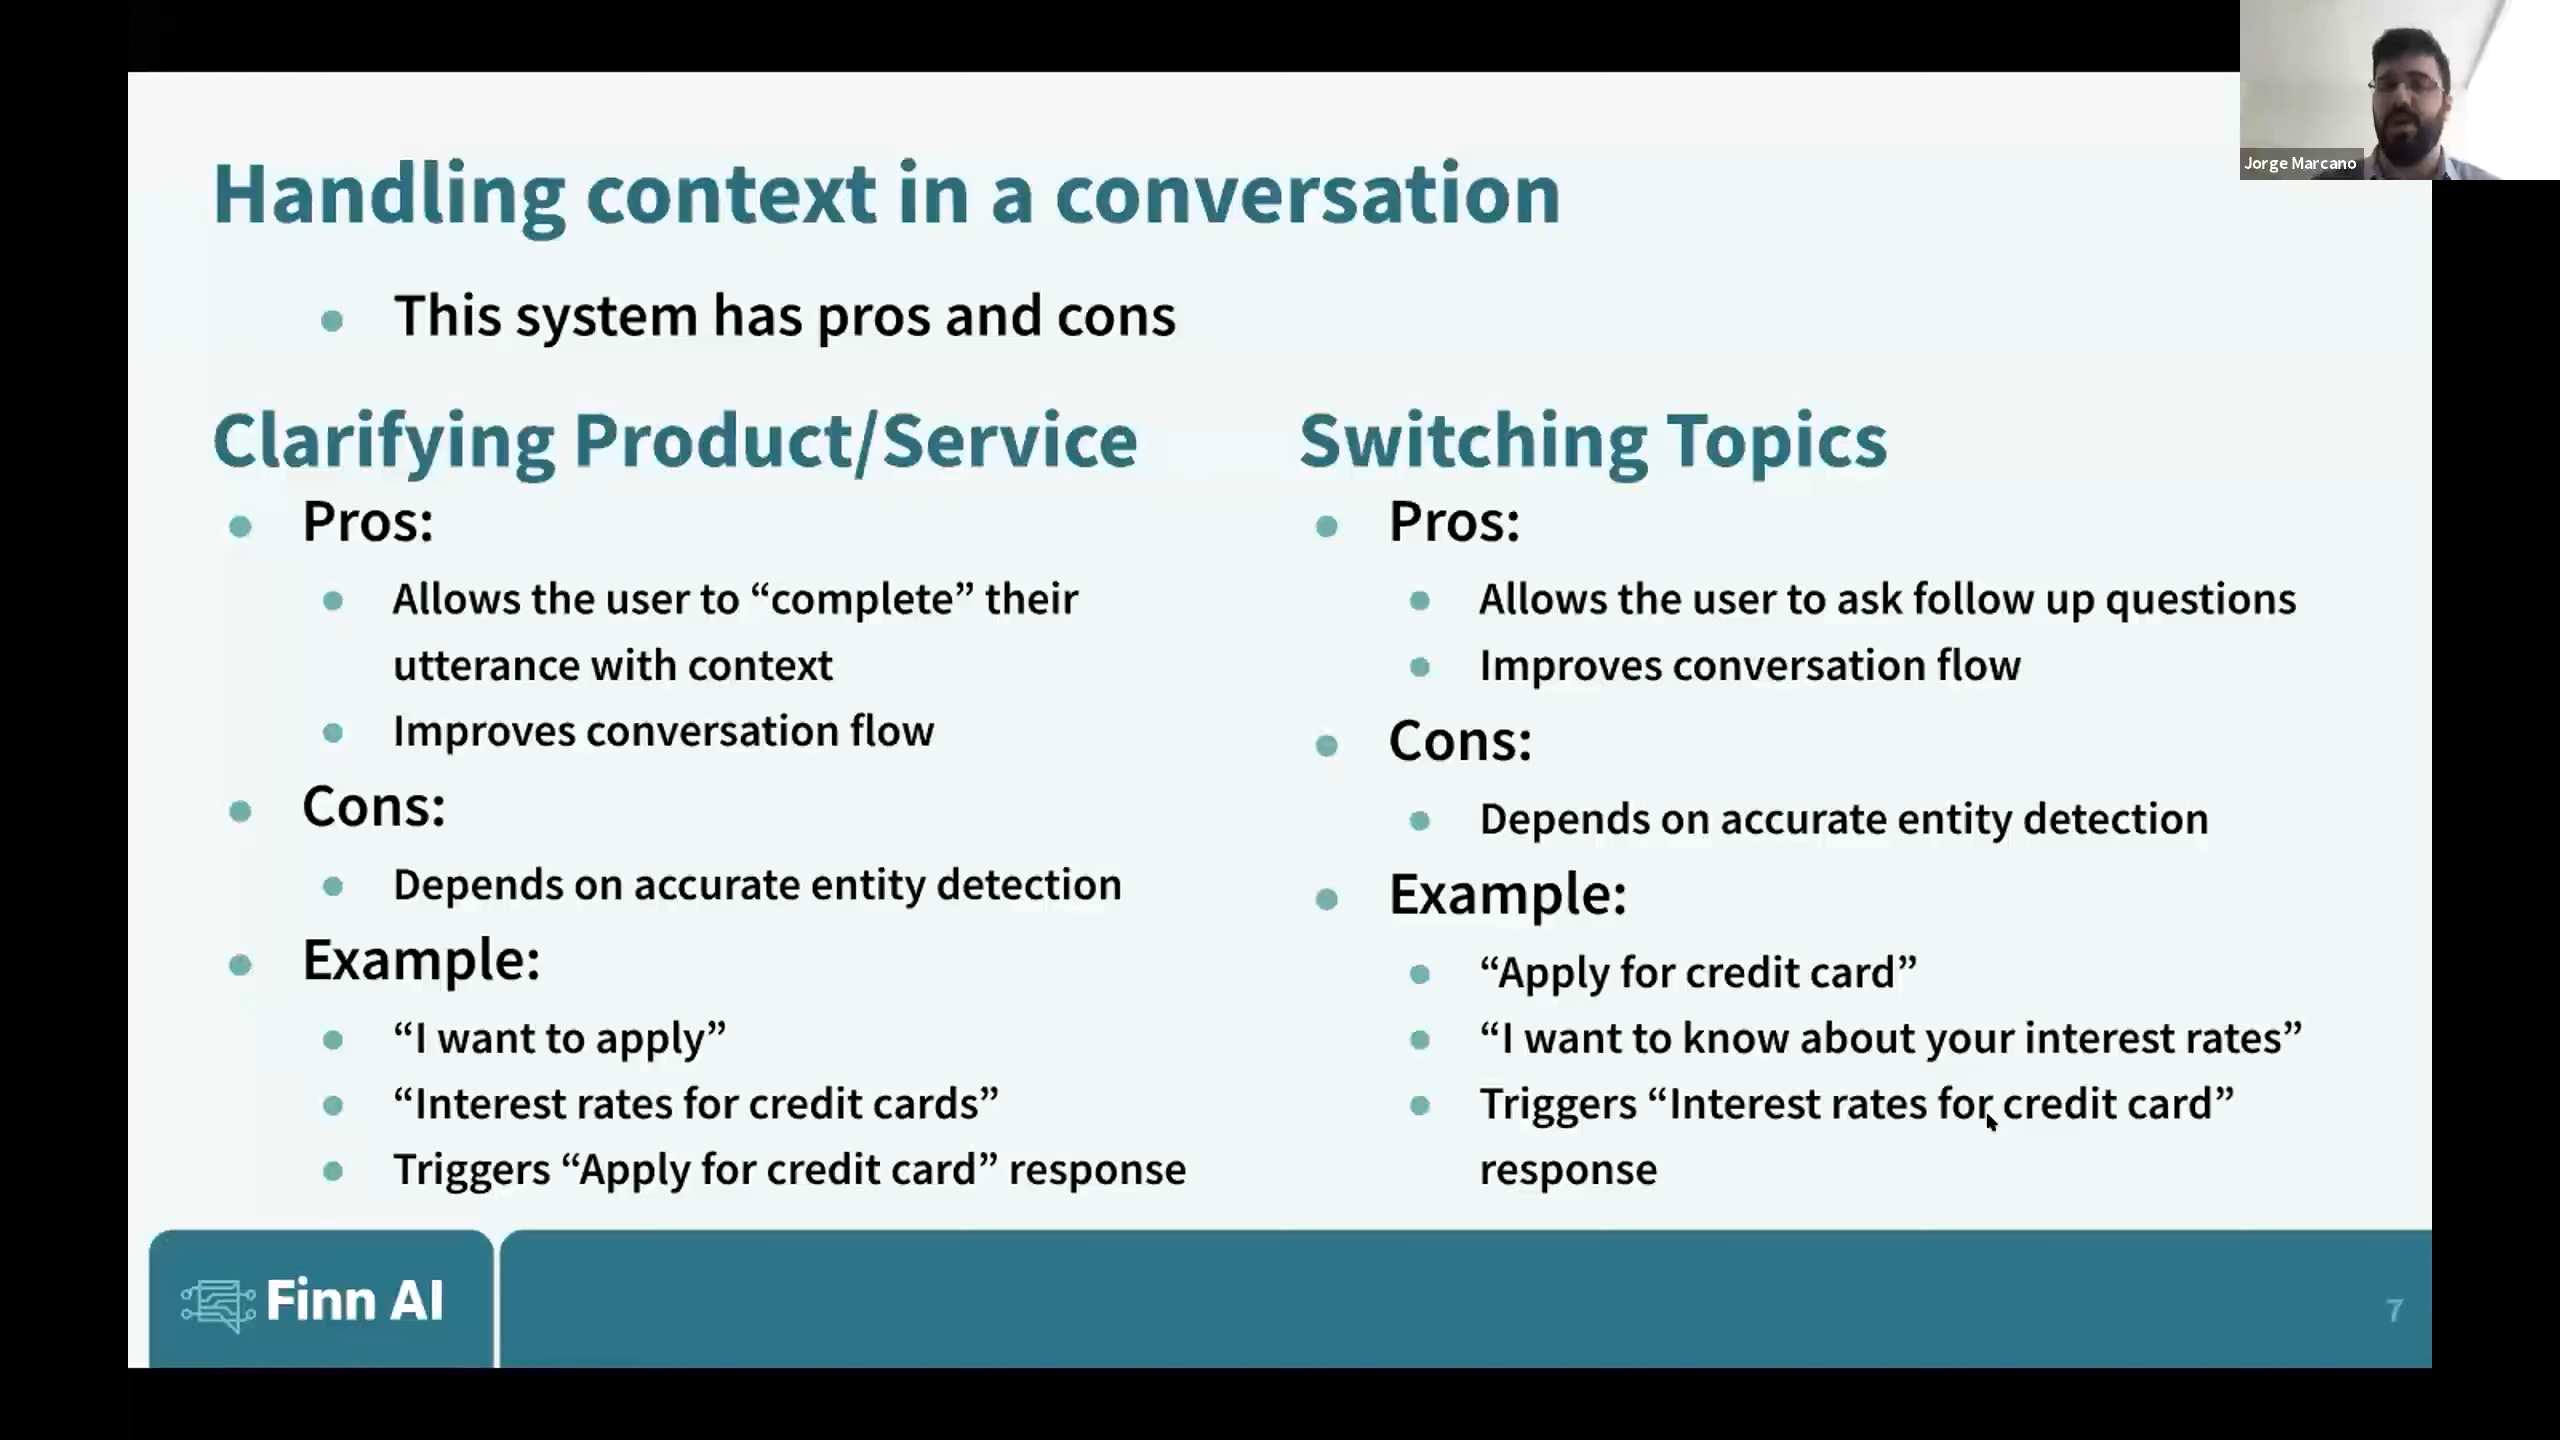 Jorge Marcano
Handling context in a conversation
This system has pros and cons
Clarifying Product/Service
Pros:
Allows the user to “complete” their
utterance with context
Improves conversation flow
Cons:
Depends on accurate entity detection
Example:
“I want to apply”
“Interest rates for credit cards”
Triggers “Apply for credit card” response
Switching Topics
Pros:
Allows the user to ask follow up questions
Improves conversation flow
Cons:
Depends on accurate entity detection
Example:
“Apply for credit card”
“I want to know about your interest rates”
Triggers “Interest rates for credit card”
response
Finn AI
7